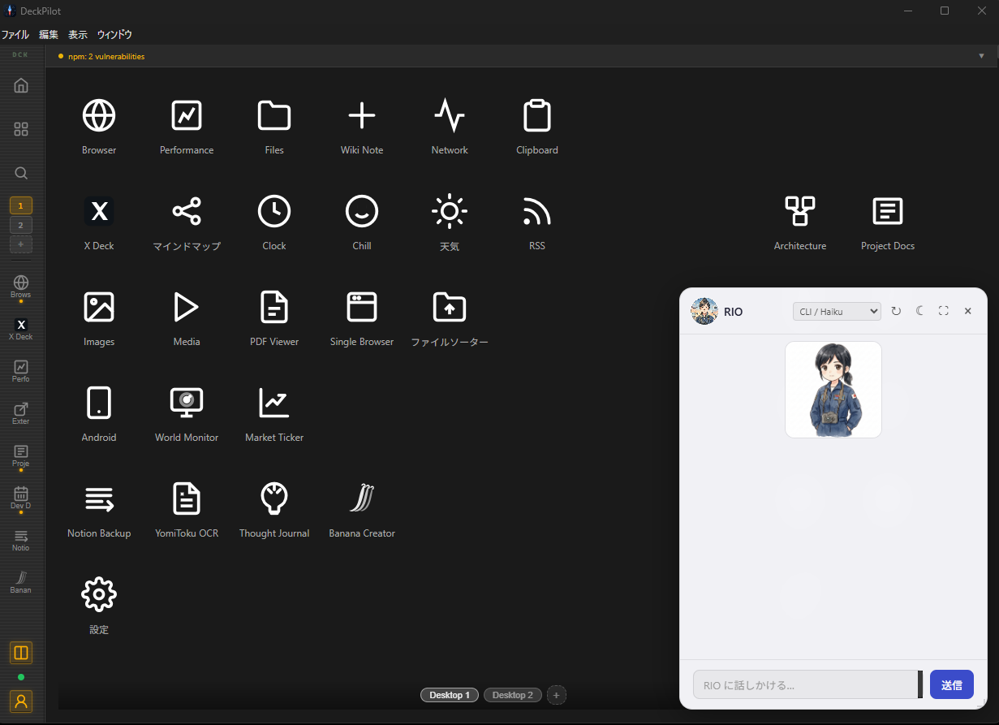 DeckPilot
ファイル 編集 表示 ウィンドウ
DCK
npm: 2 vulnerabilities
1
2
+
Brows
X Deck
Perfo
Exter
Proje
Dev D
Notio
Banan
Browser Performance Files Wiki Note Network Clipboard
X
X Deck マインドマップ Clock Chill 天気 RSS Architecture Project Docs
Images Media PDF Viewer Single Browser ファイルソーター
Android World Monitor Market Ticker
Notion Backup YomiToku OCR Thought Journal Banana Creator
設定
RIO CLI / Haiku
RIO に話しかける... 送信
Desktop 1 Desktop 2 +